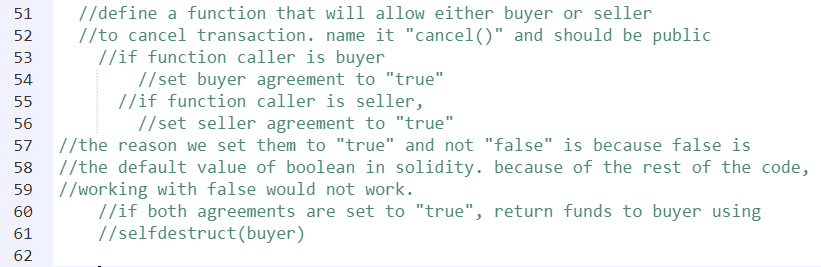 51 //define a function that will allow either buyer or seller
52 //to cancel transaction. name it "cancel()" and should be public
53 //if function caller is buyer
54 //set buyer agreement to "true"
55 //if function caller is seller,
56 //set seller agreement to "true"
57 //the reason we set them to "true" and not "false" is because false is
58 //the default value of boolean in solidity. because of the rest of the code,
59 //working with false would not work.
60 //if both agreements are set to "true", return funds to buyer using
61 //selfdestruct(buyer)
62